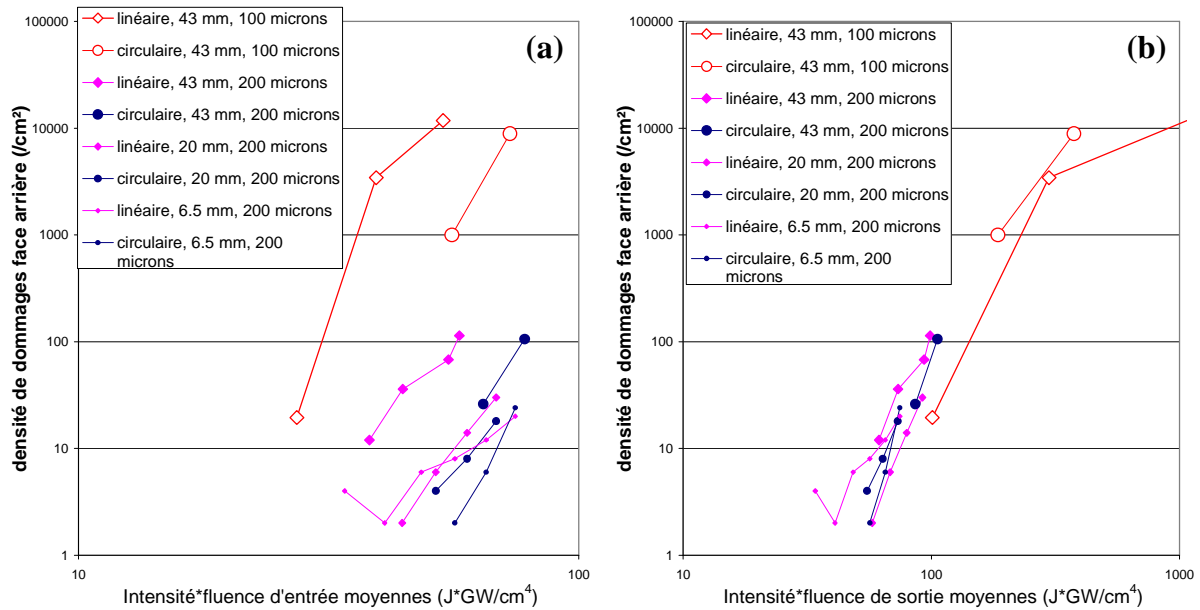 (a)
densité de dommages face arrière (/cm²)
100000
10000
1000
100
10
1
linéaire, 43 mm, 100 microns
circulaire, 43 mm, 100 microns
linéaire, 43 mm, 200 microns
circulaire, 43 mm, 200 microns
linéaire, 20 mm, 200 microns
circulaire, 20 mm, 200 microns
linéaire, 6.5 mm, 200 microns
circulaire, 6.5 mm, 200
microns
10
100
Intensité*fluence d'entrée moyennes (J*GW/cm⁴)
(b)
densité de dommages face arrière (/cm²)
100000
10000
1000
100
10
1
linéaire, 43 mm, 100 microns
circulaire, 43 mm, 100 microns
linéaire, 43 mm, 200 microns
circulaire, 43 mm, 200 microns
linéaire, 20 mm, 200 microns
circulaire, 20 mm, 200 microns
linéaire, 6.5 mm, 200 microns
circulaire, 6.5 mm, 200
microns
10
100
1000
Intensité*fluence de sortie moyennes (J*GW/cm⁴)